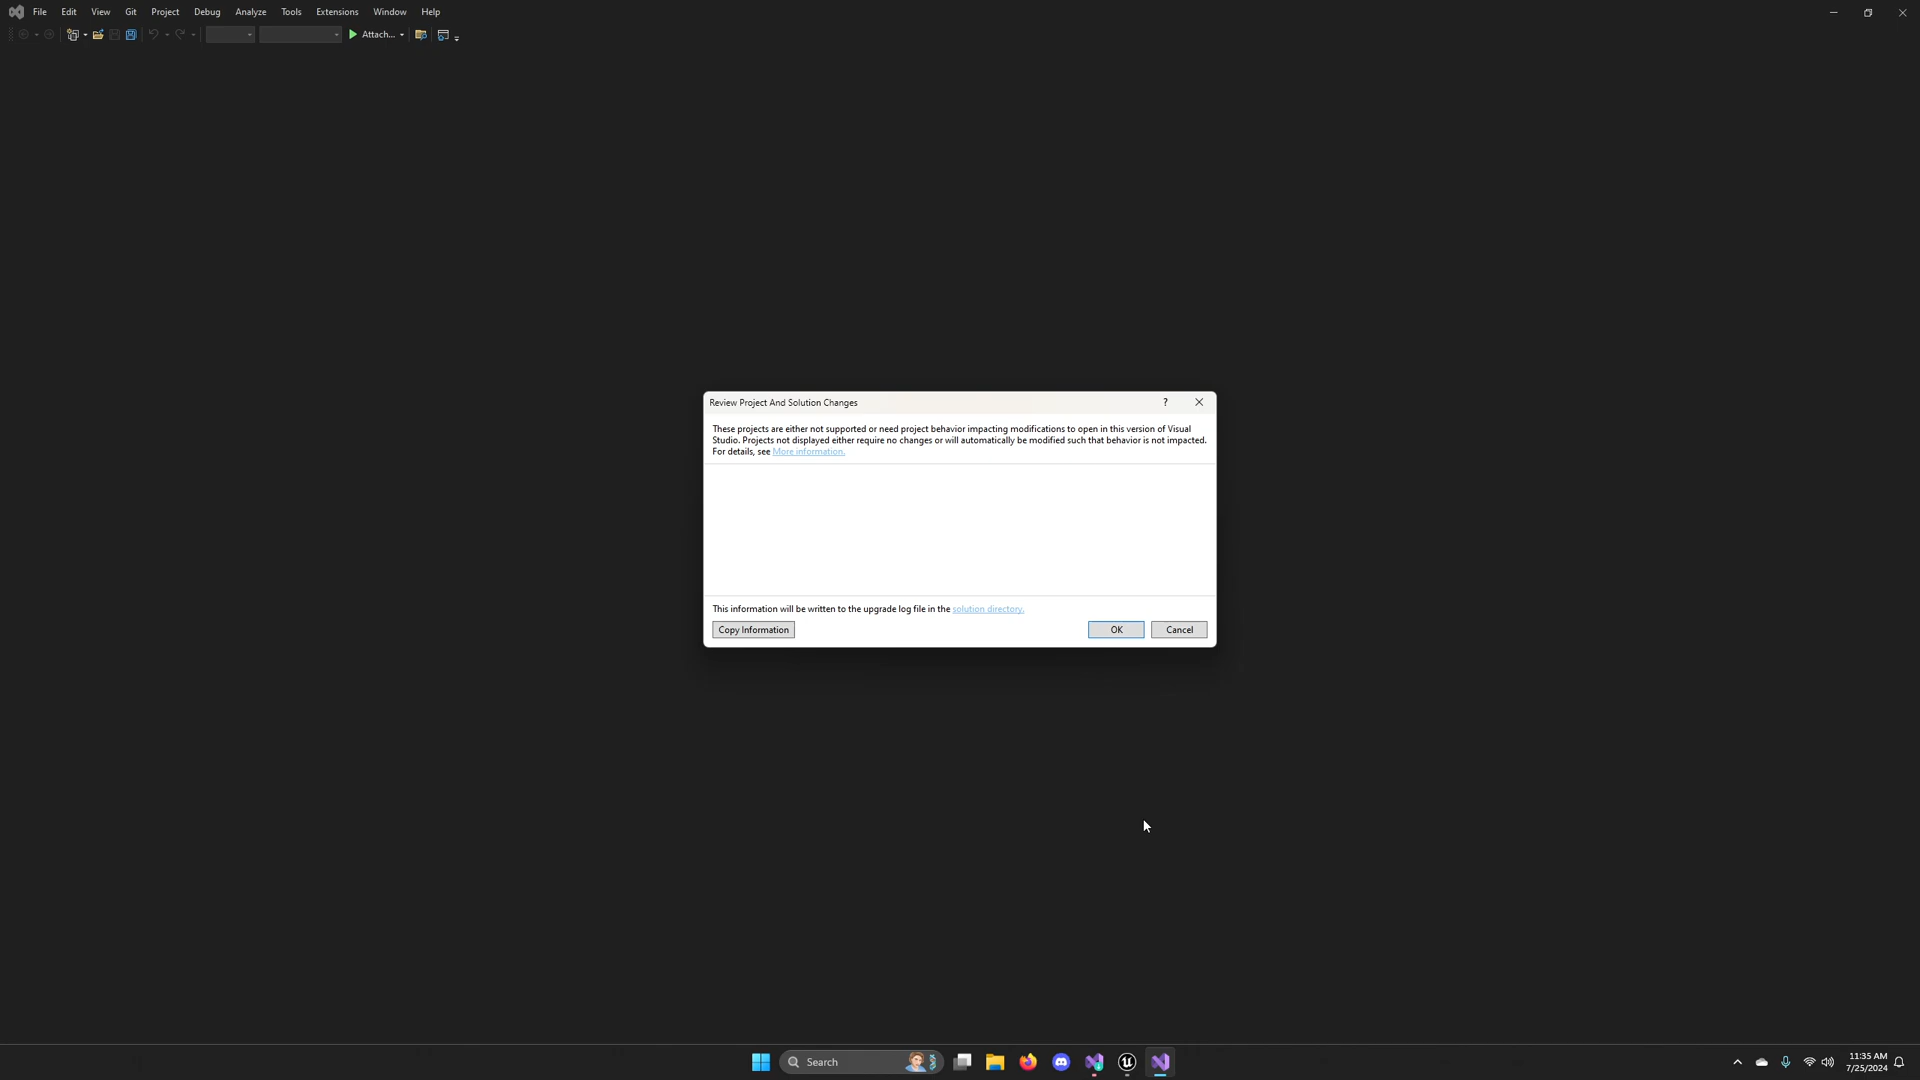 File Edit View Git Project Debug Analyze Tools Extensions Window Help
Attach...
Review Project And Solution Changes
?
These projects are either not supported or need project behavior impacting modifications to open in this version of Visual
Studio. Projects not displayed either require no changes or will automatically be modified such that behavior is not impacted.
For details, see More information.
This information will be written to the upgrade log file in the solution directory.
Copy Information OK Cancel
Search
11:35 AM
7/25/2024